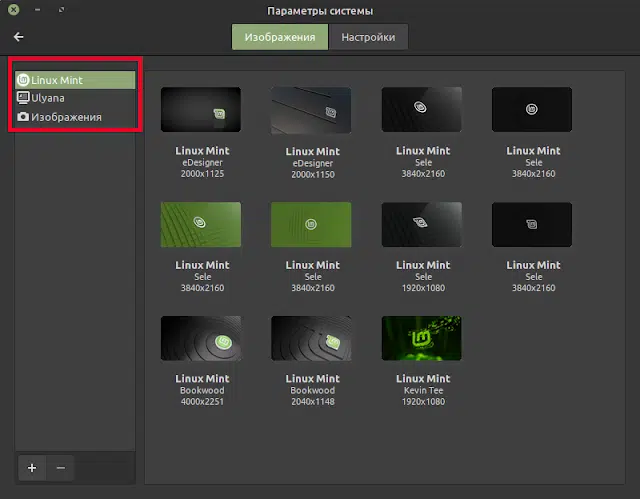 Параметры системы
Изображения Настройки
Linux Mint
Ulyana
Изображения
Linux Mint Linux Mint Linux Mint Linux Mint
eDesigner eDesigner Sele Sele
2000x1125 2000x1150 3840x2160 3840x2160
Linux Mint Linux Mint Linux Mint Linux Mint
Sele Sele Sele Sele
3840x2160 3840x2160 1920x1080 3840x2160
Linux Mint Linux Mint Linux Mint
Bookwood Bookwood Kevin Tee
4000x2251 2040x1148 1920x1080